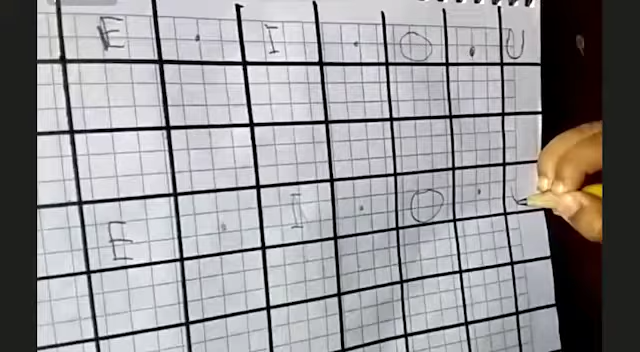 E . I . O . U
E . I . O .